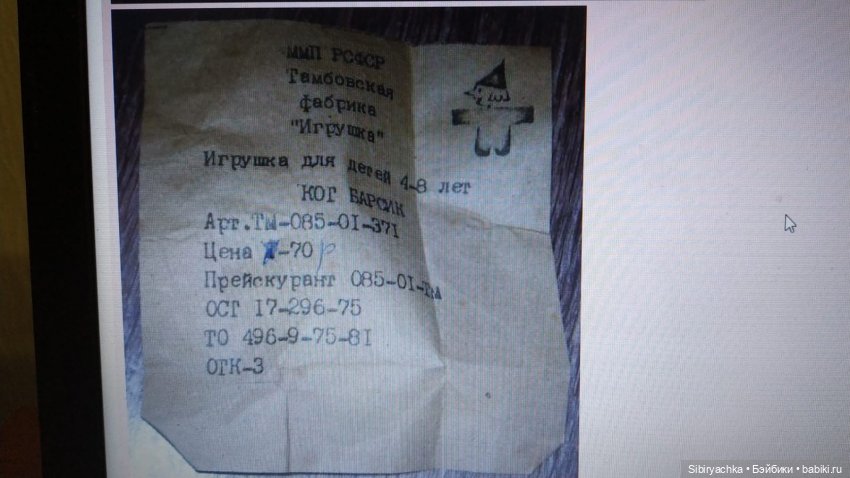 ММП РСФСР
Тамбовская
фабрика
"Игрушка"
Игрушка для детей 4-8 лет
КОТ БАРСИК
Арт.ТМ-085-01-371
Цена -70 р
Прейскурант 085-01-
ОСТ 17-296-75
ТО 496-9-75-81
ОТК-3
Sibiryachka • Бэйбики • babiki.ru